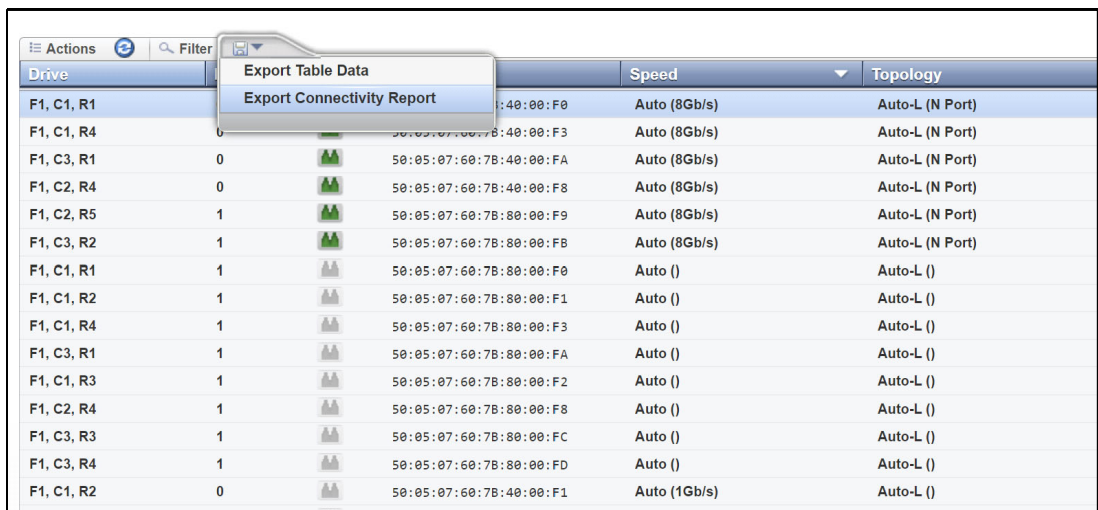 Actions Filter
Export Table Data
Export Connectivity Report
Drive Speed Topology
F1, C1, R1 :40:00:F0 Auto (8Gb/s) Auto-L (N Port)
F1, C1, R4 0 50:05:07:60:7B:40:00:F3 Auto (8Gb/s) Auto-L (N Port)
F1, C3, R1 0 50:05:07:60:7B:40:00:FA Auto (8Gb/s) Auto-L (N Port)
F1, C2, R4 0 50:05:07:60:7B:40:00:F8 Auto (8Gb/s) Auto-L (N Port)
F1, C2, R5 1 50:05:07:60:7B:80:00:F9 Auto (8Gb/s) Auto-L (N Port)
F1, C3, R2 1 50:05:07:60:7B:80:00:FB Auto (8Gb/s) Auto-L (N Port)
F1, C1, R1 1 50:05:07:60:7B:80:00:F0 Auto () Auto-L ()
F1, C1, R2 1 50:05:07:60:7B:80:00:F1 Auto () Auto-L ()
F1, C1, R4 1 50:05:07:60:7B:80:00:F3 Auto () Auto-L ()
F1, C3, R1 1 50:05:07:60:7B:80:00:FA Auto () Auto-L ()
F1, C1, R3 1 50:05:07:60:7B:80:00:F2 Auto () Auto-L ()
F1, C2, R4 1 50:05:07:60:7B:80:00:F8 Auto () Auto-L ()
F1, C3, R3 1 50:05:07:60:7B:80:00:FC Auto () Auto-L ()
F1, C3, R4 1 50:05:07:60:7B:80:00:FD Auto () Auto-L ()
F1, C1, R2 0 50:05:07:60:7B:40:00:F1 Auto (1Gb/s) Auto-L ()